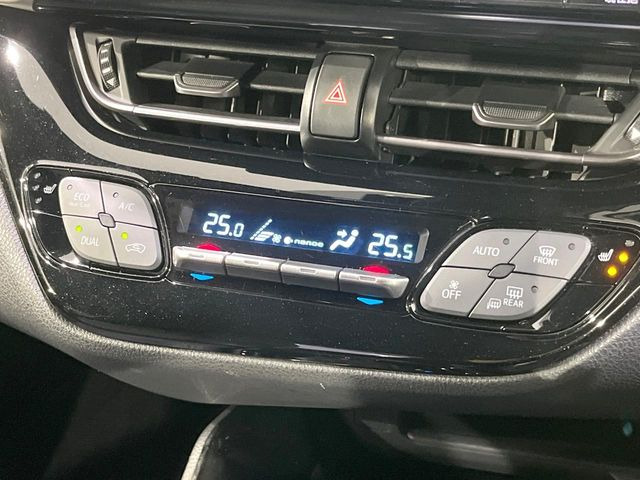 ECO
A/C
DUAL
25.0
nanoe
25.5
AUTO
FRONT
OFF
REAR